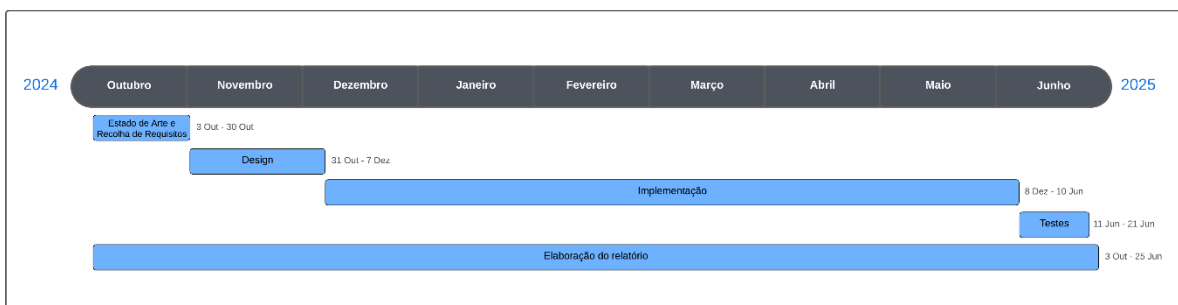 2024 Outubro Novembro Dezembro Janeiro Fevereiro Março Abril Maio Junho 2025
Estado de Arte e
Recolha de Requisitos
3 Out - 30 Out
Design
31 Out - 7 Dez
Implementação
8 Dez - 10 Jun
Testes
11 Jun - 21 Jun
Elaboração do relatório
3 Out - 25 Jun